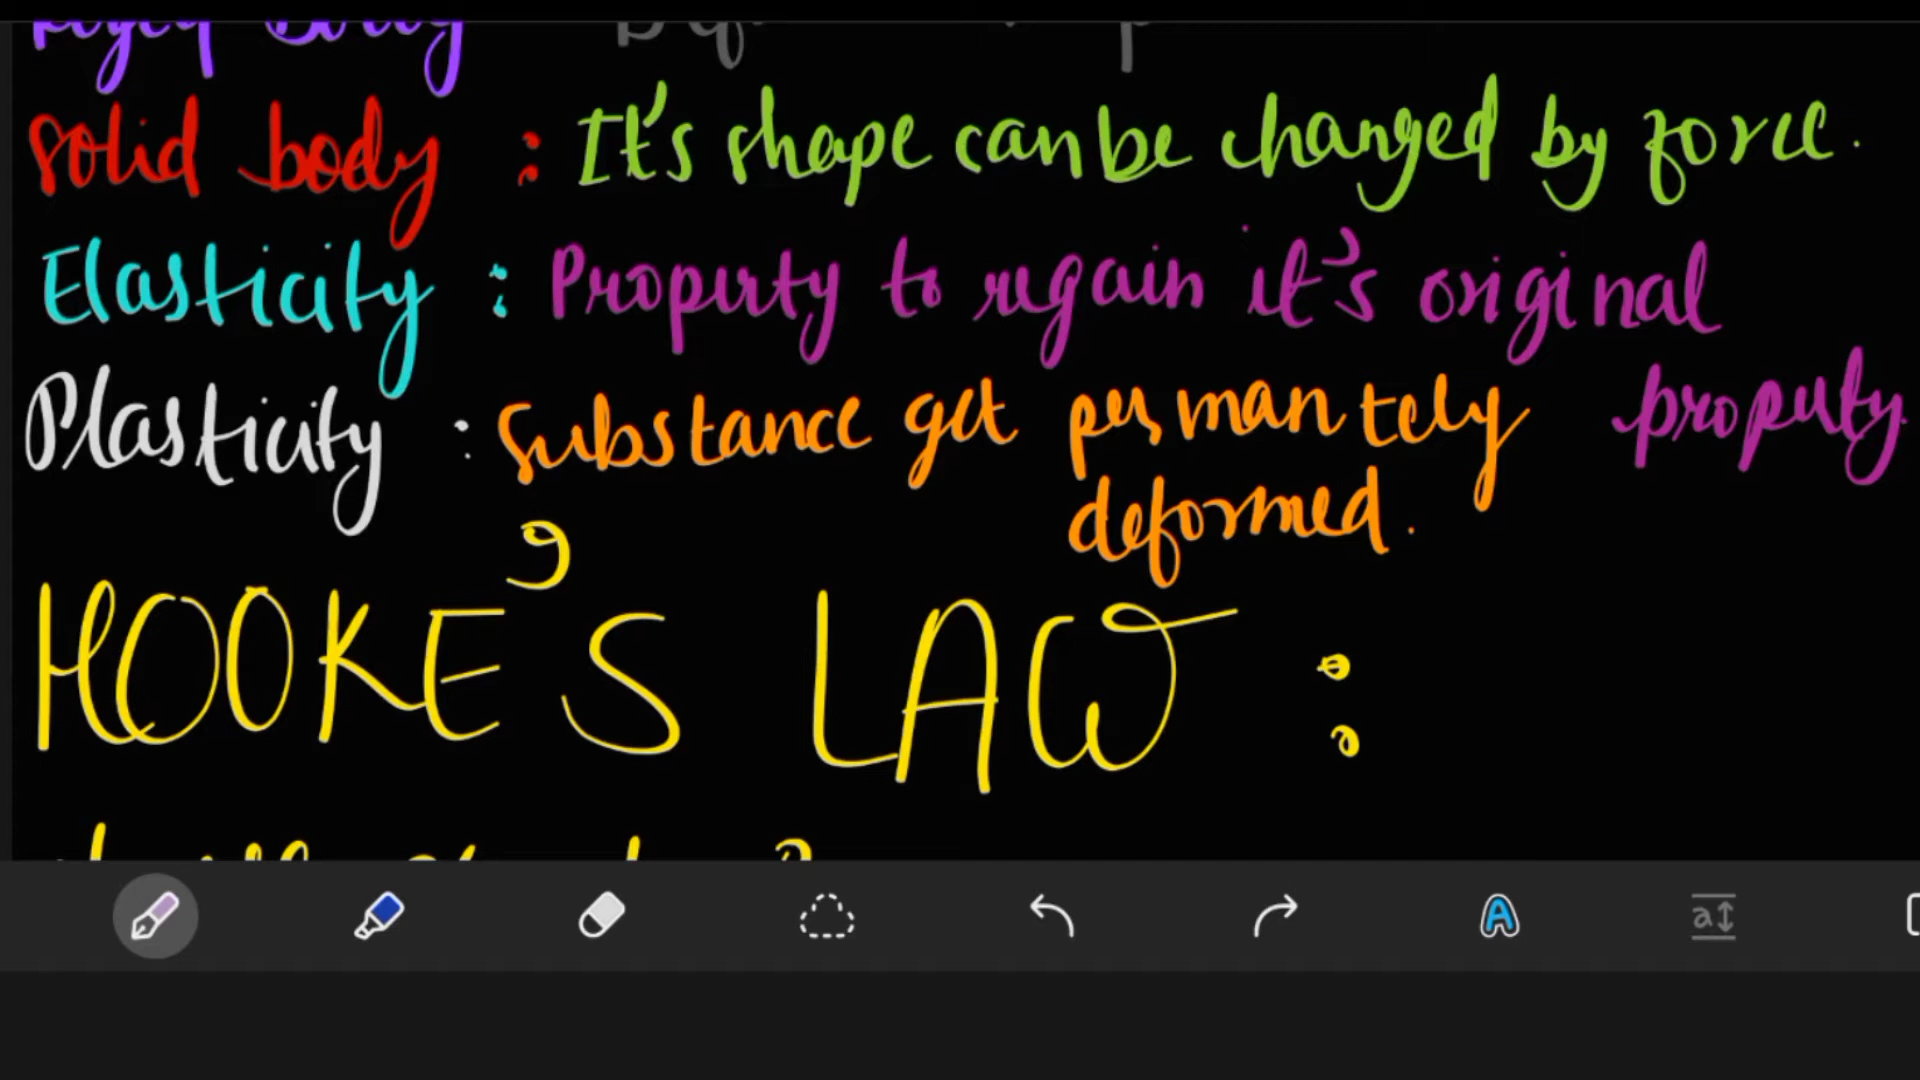 Body
Solid body : It's shape can be changed by force.
Elasticity : Property to regain it's original property
Plasticity : Substance get permantely deformed.
HOOKE'S LAW :